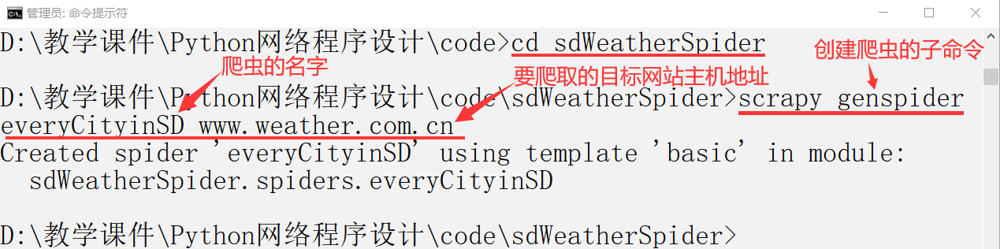 管理员: 命令提示符
D:\教学课件\Python网络程序设计\code>cd sdWeatherSpider
创建爬虫的子命令
爬虫的名字
要爬取的目标网站主机地址
D:\教学课件\Python网络程序设计\code\sdWeatherSpider>scrapy genspider
everyCityinSD www.weather.com.cn
Created spider 'everyCityinSD' using template 'basic' in module:
sdWeatherSpider.spiders.everyCityinSD
D:\教学课件\Python网络程序设计\code\sdWeatherSpider>